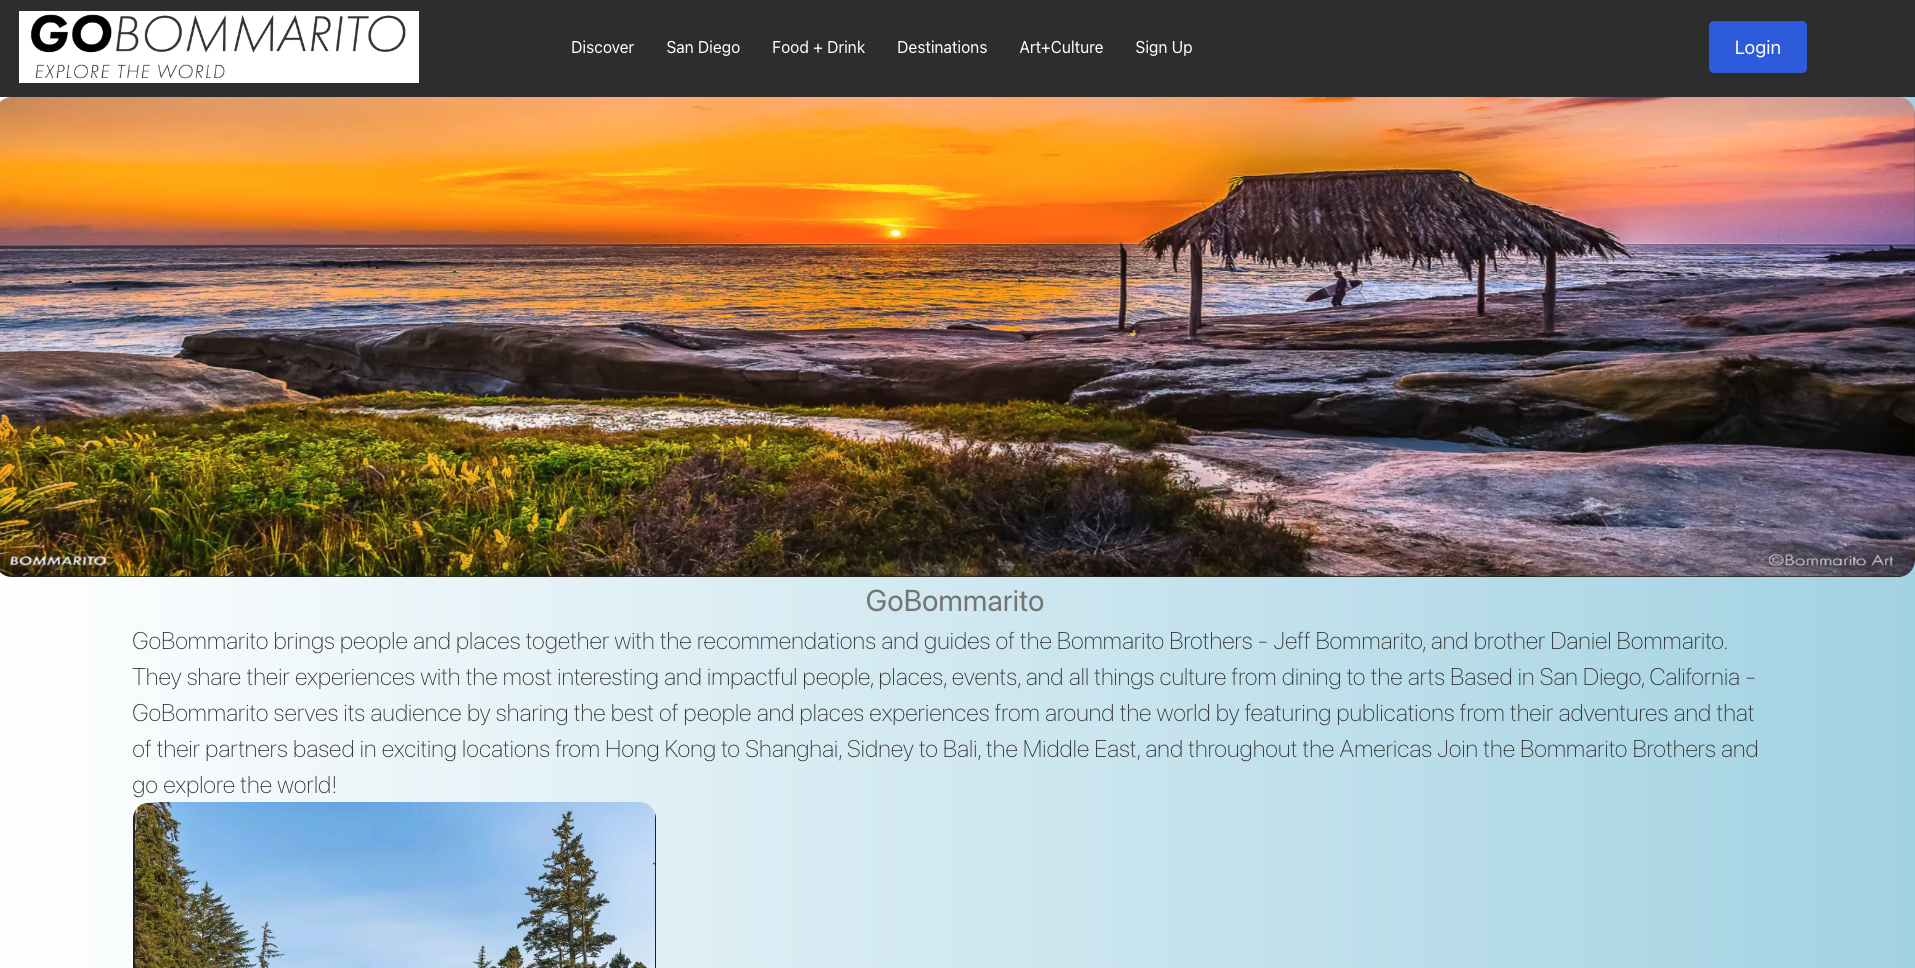 GOBOMMARITO
EXPLORE THE WORLD
Discover San Diego Food + Drink Destinations Art+Culture Sign Up Login
BOMMARITO
©Bommarito Art
GoBommarito
GoBommarito brings people and places together with the recommendations and guides of the Bommarito Brothers - Jeff Bommarito, and brother Daniel Bommarito.
They share their experiences with the most interesting and impactful people, places, events, and all things culture from dining to the arts Based in San Diego, California -
GoBommarito serves its audience by sharing the best of people and places experiences from around the world by featuring publications from their adventures and that
of their partners based in exciting locations from Hong Kong to Shanghai, Sidney to Bali, the Middle East, and throughout the Americas Join the Bommarito Brothers and
go explore the world!